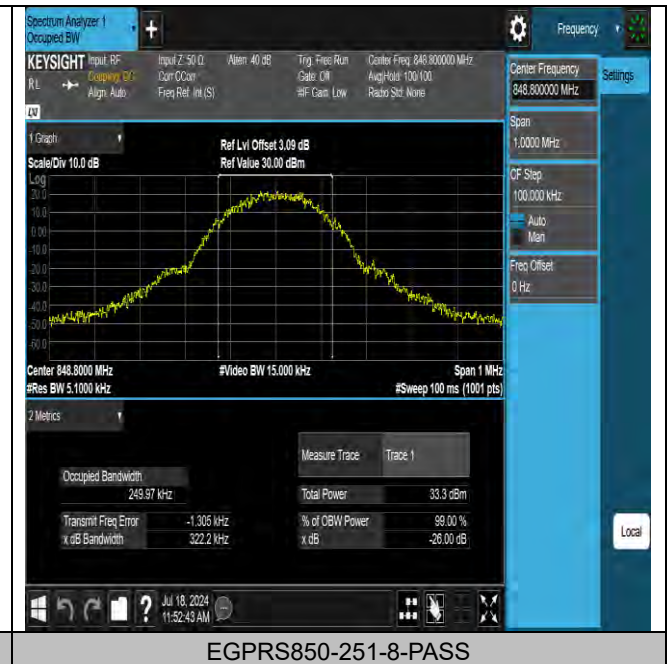 Spectrum Analyzer 1
Occupied BW
+
Frequency
KEYSIGHT Input: RF Input Z: 50 Ω Atten: 40 dB Trig: Free Run Center Freq: 848.800000 MHz
RL Coupling: DC Corr CCorr Gate: Off Avg|Hold: 100/100
Align: Auto Freq Ref: Int (S) #IF Gain: Low Radio Std: None
LNI
Center Frequency
848.800000 MHz
Settings
Span
1.0000 MHz
CF Step
100.000 kHz
Auto
Man
Freq Offset
0 Hz
Local
1 Graph
Ref Lvl Offset 3.09 dB
Scale/Div 10.0 dB Ref Value 30.00 dBm
Log
20.0
10.0
0.00
-10.0
-20.0
-30.0
-40.0
-50.0
-60.0
Center 848.8000 MHz #Video BW 15.000 kHz Span 1 MHz
#Res BW 5.1000 kHz #Sweep 100 ms (1001 pts)
2 Metrics
Measure Trace Trace 1
Occupied Bandwidth
249.97 kHz Total Power 33.3 dBm
Transmit Freq Error -1.305 kHz % of OBW Power 99.00 %
x dB Bandwidth 322.2 kHz x dB -26.00 dB
? Jul 18, 2024
11:52:43 AM
EGPRS850-251-8-PASS